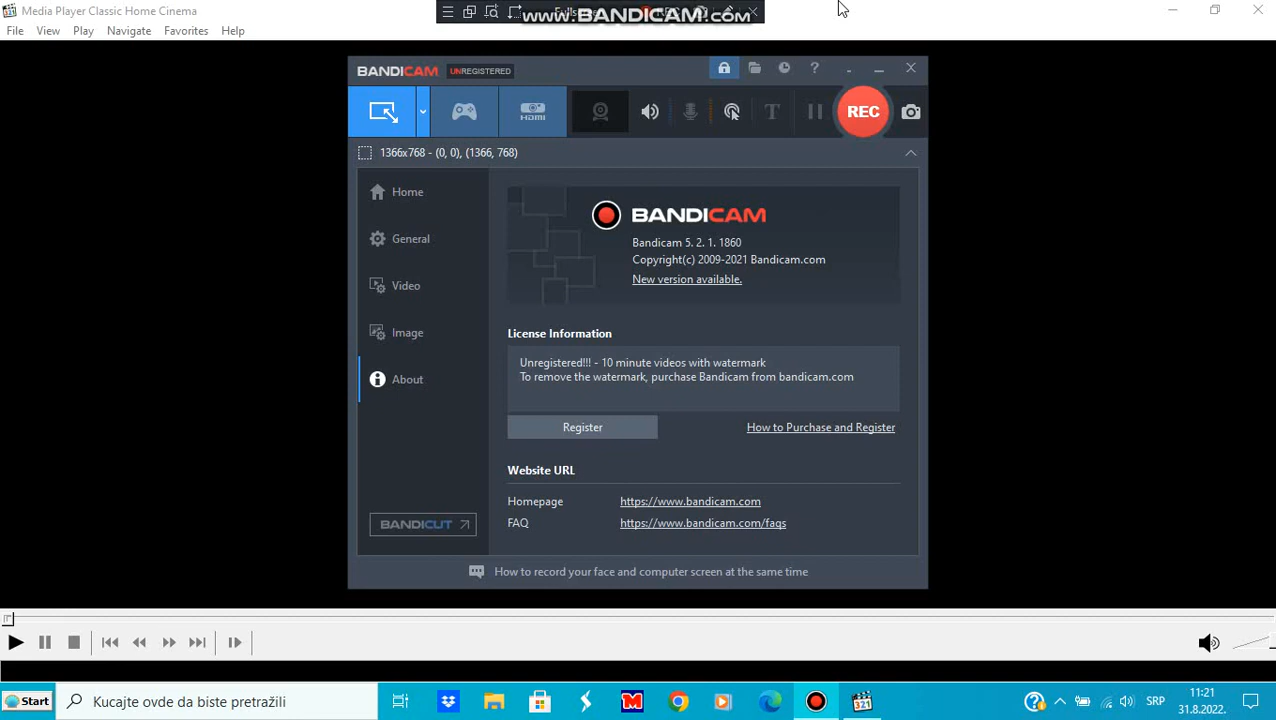 Media Player Classic Home Cinema
www.BANDICAM.com
File View Play Navigate Favorites Help
BANDICAM UNREGISTERED
HDMI
T
REC
1366x768 - (0, 0), (1366, 768)
Home
General
Video
Image
About
BANDICAM
Bandicam 5. 2. 1. 1860
Copyright(c) 2009-2021 Bandicam.com
New version available.
License Information
Unregistered!!! - 10 minute videos with watermark
To remove the watermark, purchase Bandicam from bandicam.com
Register
How to Purchase and Register
Website URL
Homepage https://www.bandicam.com
FAQ https://www.bandicam.com/faqs
BANDICUT
How to record your face and computer screen at the same time
Start
Kucajte ovde da biste pretražili
321
SRP
11:21
31.8.2022.